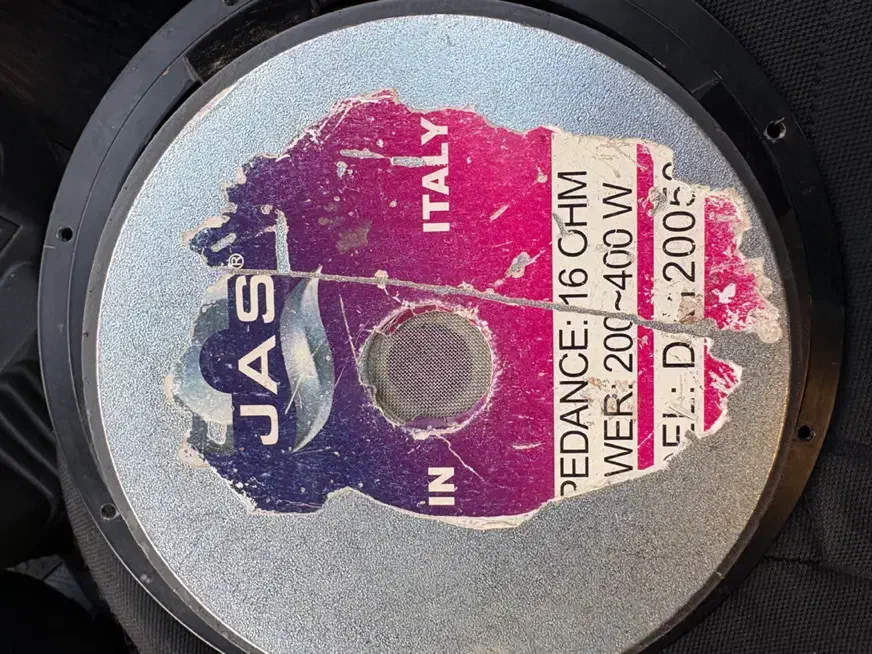 JAS®
IN ITALY
PEDANCE: 16 OHM
WER: 200~400 W